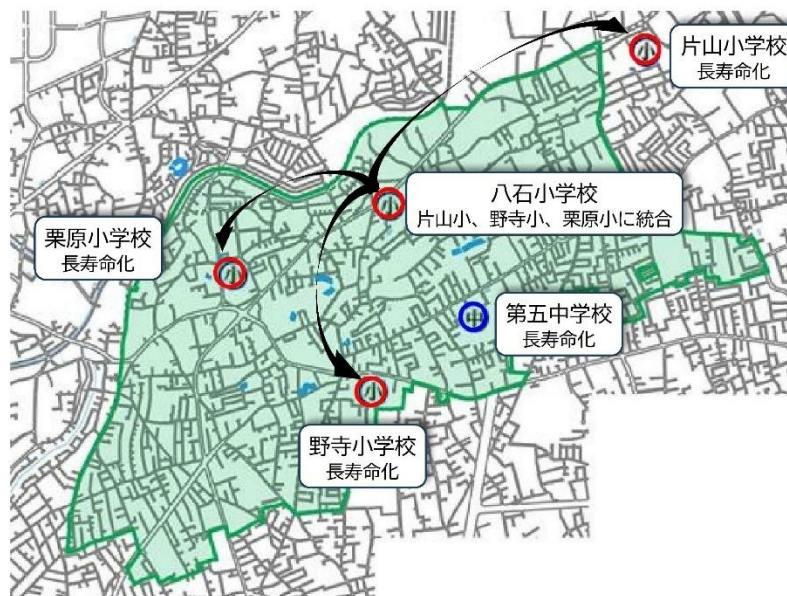 小
片山小学校
長寿命化
小
八石小学校
片山小、野寺小、栗原小に統合
栗原小学校
長寿命化
小
中
第五中学校
長寿命化
小
野寺小学校
長寿命化